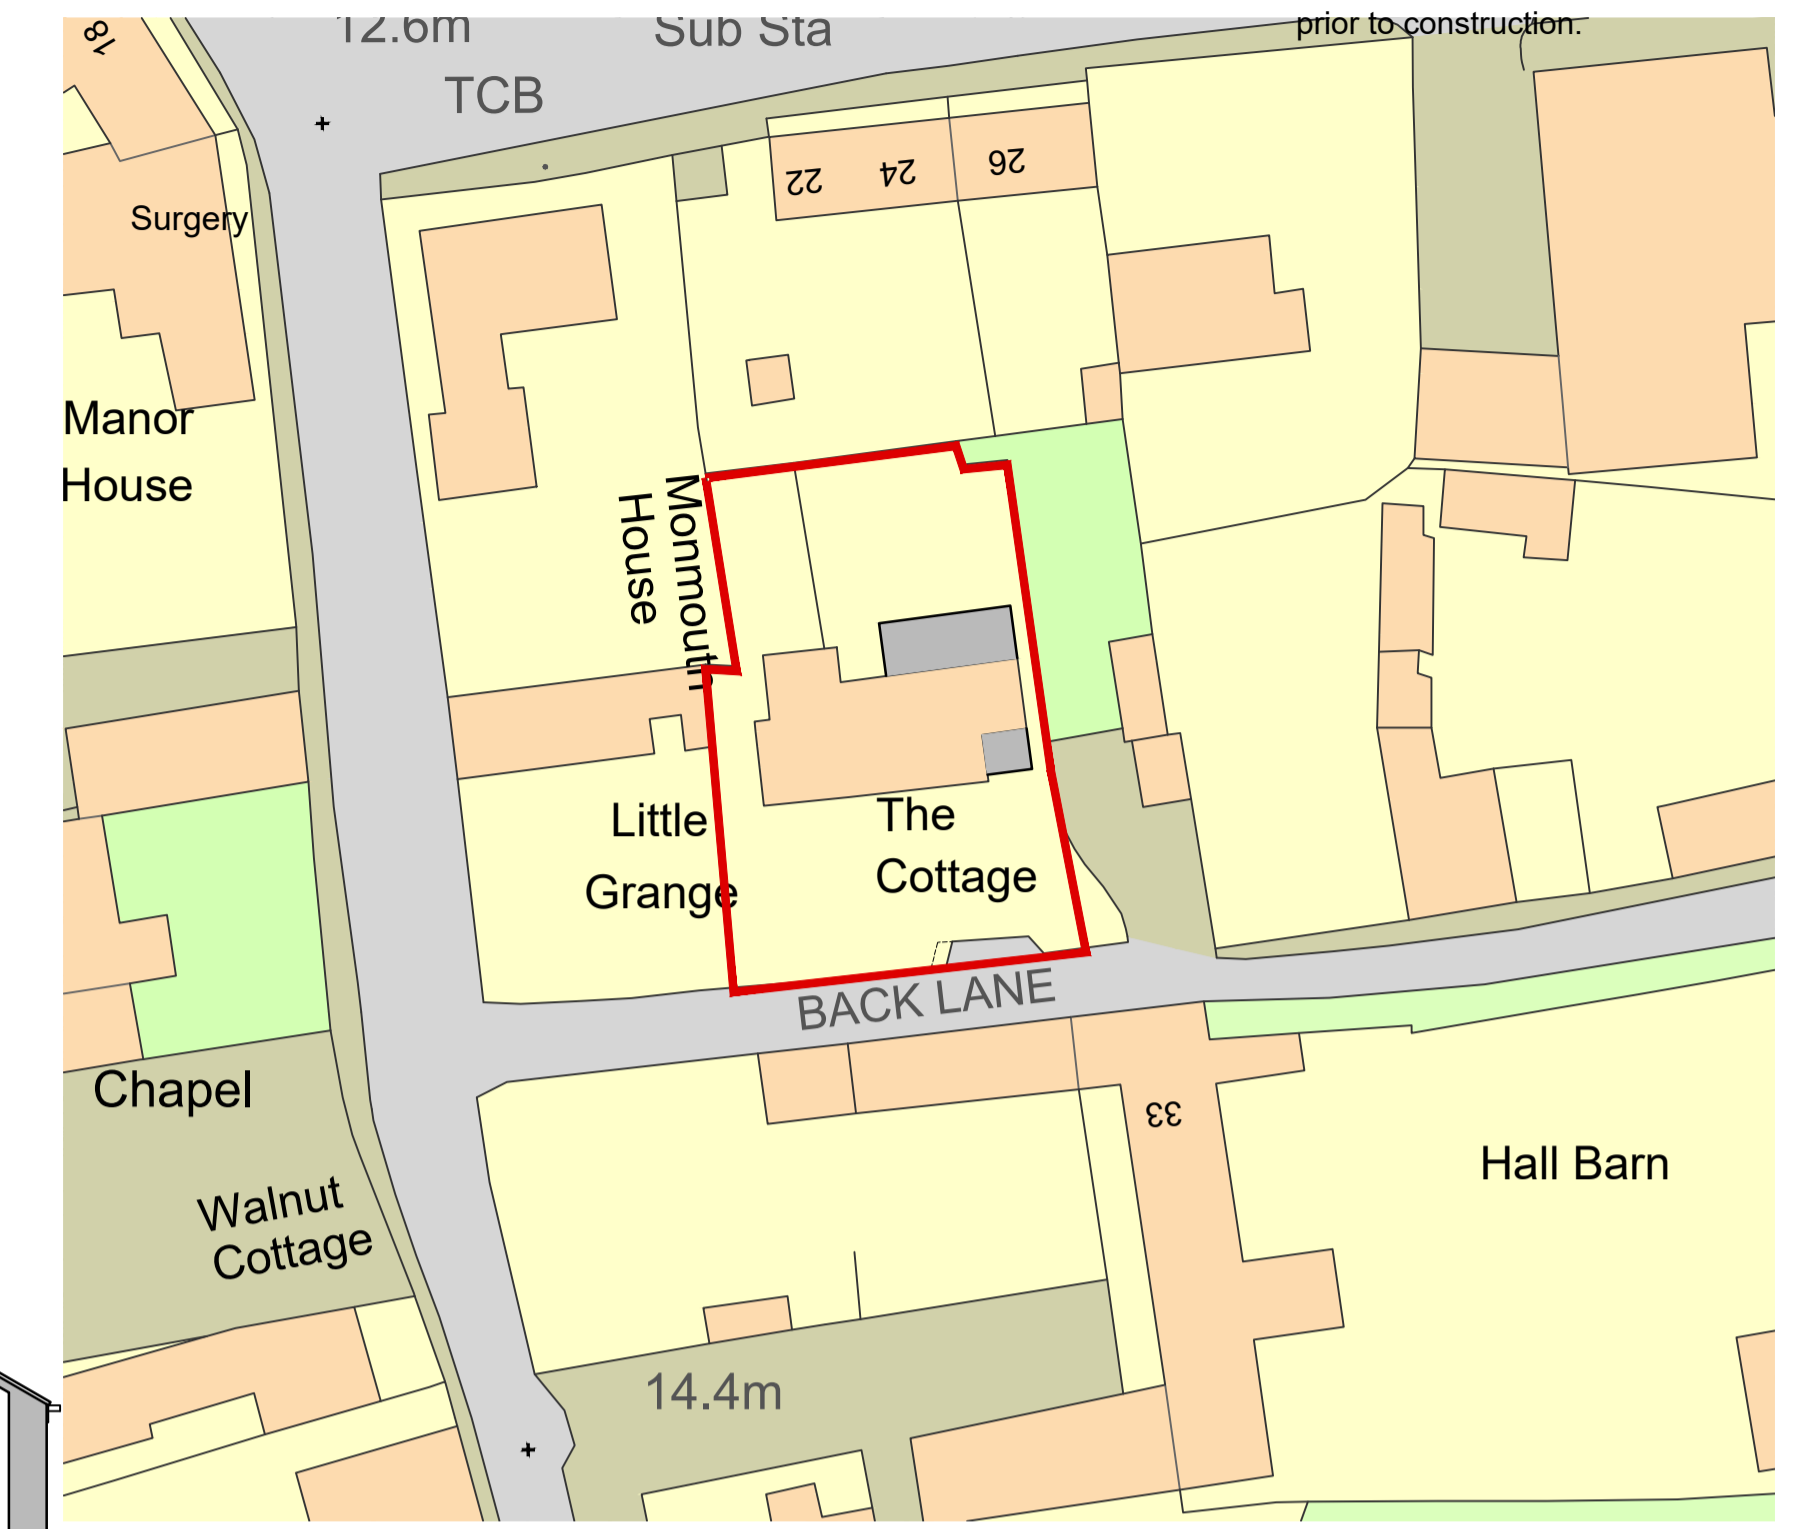 prior to construction.
12.6m
Sub Sta
TCB
18
22
24
26
Surgery
Manor
House
Monmouth
House
Little
Grange
The
Cottage
BACK LANE
Chapel
33
Hall Barn
Walnut
Cottage
14.4m